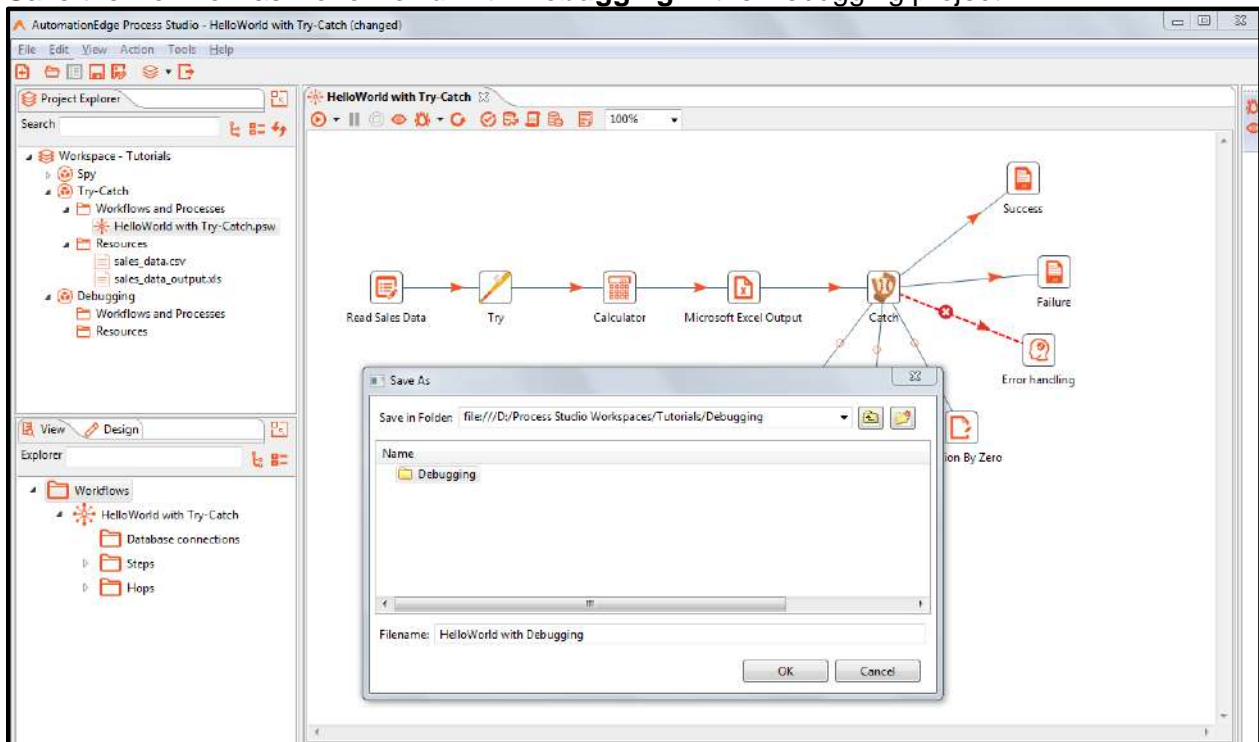 AutomationEdge Process Studio - HelloWorld with Try-Catch (changed)
File Edit View Action Tools Help
Project Explorer
Search
Workspace - Tutorials
Spy
Try-Catch
Workflows and Processes
HelloWorld with Try-Catch.psw
Resources
sales_data.csv
sales_data_output.xls
Debugging
Workflows and Processes
Resources
View Design
Explorer
Workflows
HelloWorld with Try-Catch
Database connections
Steps
Hops
HelloWorld with Try-Catch
100%
Success
Failure
Read Sales Data Try Calculator Microsoft Excel Output Catch
Error handling
ion By Zero
Save As
Save in Folder: file:///D:/Process Studio Workspaces/Tutorials/Debugging
Name
Debugging
Filename: HelloWorld with Debugging
OK Cancel